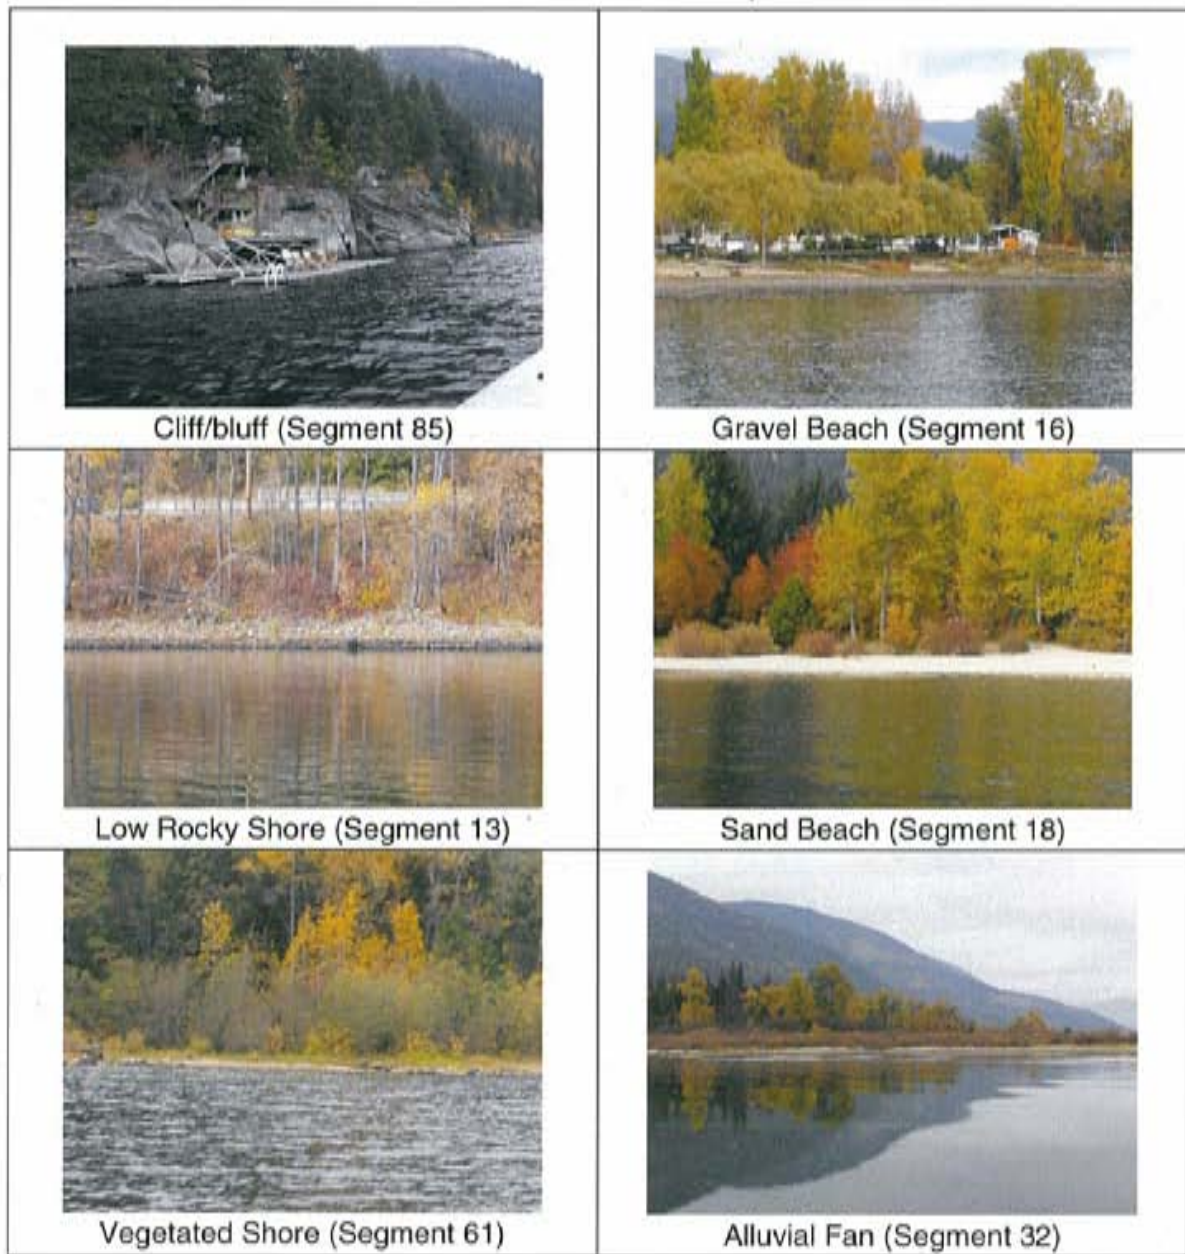 Cliff/bluff (Segment 85)
Gravel Beach (Segment 16)
Low Rocky Shore (Segment 13)
Sand Beach (Segment 18)
Vegetated Shore (Segment 61)
Alluvial Fan (Segment 32)